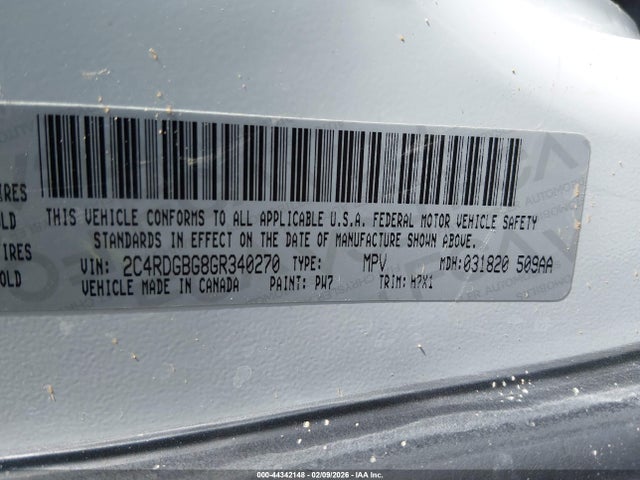 IRES
OLD
IRES
OLD
THIS VEHICLE CONFORMS TO ALL APPLICABLE U.S.A. FEDERAL MOTOR VEHICLE SAFETY
STANDARDS IN EFFECT ON THE DATE OF MANUFACTURE SHOWN ABOVE.
VIN: 2C4RDGBG8GR340270 TYPE: MPV MDH: 031820 509AA
VEHICLE MADE IN CANADA PAINT: PW7 TRIM: H7X1
000-44342148 - 02/09/2026 - IAA Inc. Copyright